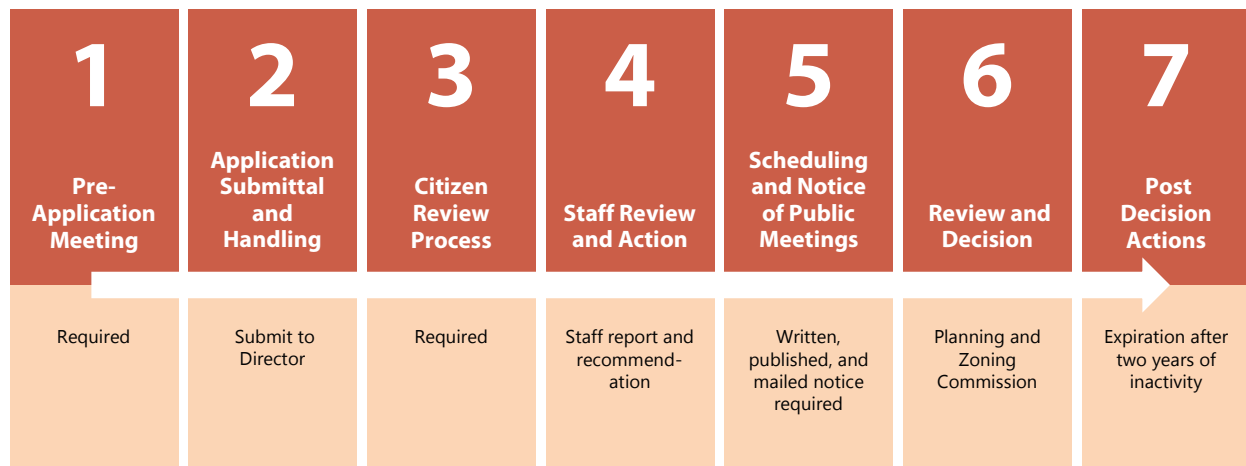 1
Pre-
Application
Meeting
Required
2
Application
Submittal
and
Handling
Submit to
Director
3
Citizen
Review
Process
Required
4
Staff Review
and Action
Staff report and
recommend-
ation
5
Scheduling
and Notice
of Public
Meetings
Written,
published, and
mailed notice
required
6
Review and
Decision
Planning and
Zoning
Commission
7
Post
Decision
Actions
Expiration after
two years of
inactivity